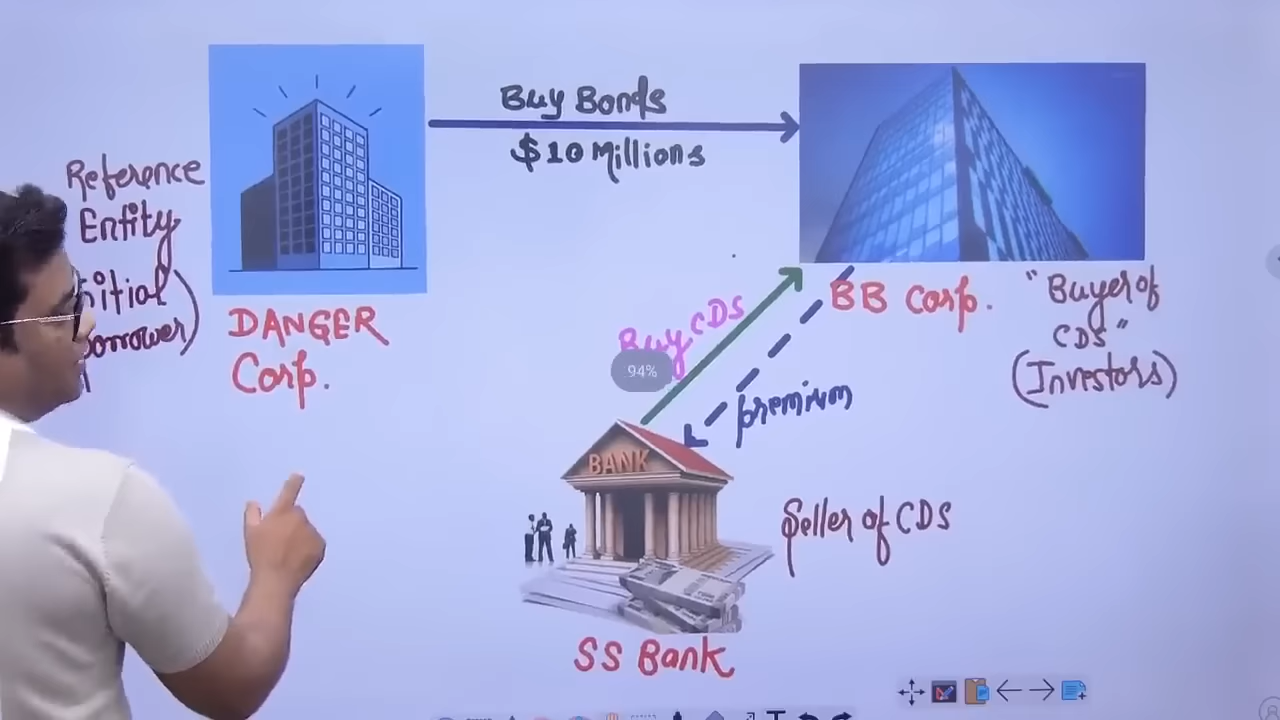 Buy Bonds
$10 Millions
Reference
Entity
Borrower)
DANGER
Corp.
Buy CDS
94%
premium
BB Corp.
"Buyer of
CDS"
(Investors)
BANK
Seller of CDS
SS Bank